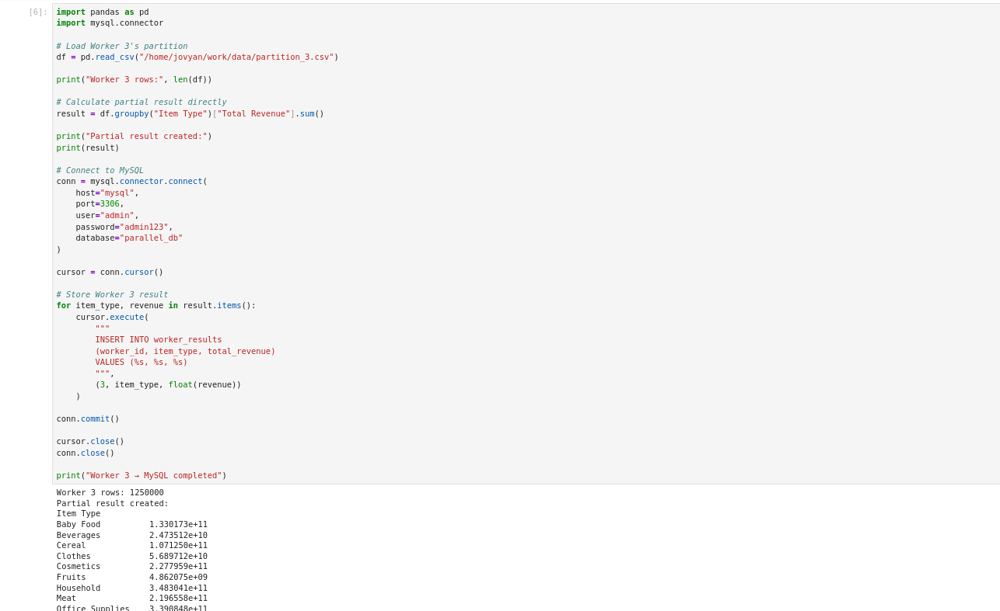 [6]:
import pandas as pd
import mysql.connector
# Load Worker 3's partition
df = pd.read_csv("/home/jovyan/work/data/partition_3.csv")
print("Worker 3 rows:", len(df))
# Calculate partial result directly
result = df.groupby("Item Type")["Total Revenue"].sum()
print("Partial result created:")
print(result)
# Connect to MySQL
conn = mysql.connector.connect(
    host="mysql",
    port=3306,
    user="admin",
    password="admin123",
    database="parallel_db"
)
cursor = conn.cursor()
# Store Worker 3 result
for item_type, revenue in result.items():
    cursor.execute(
        """
        INSERT INTO worker_results
        (worker_id, item_type, total_revenue)
        VALUES (%s, %s, %s)
        """,
        (3, item_type, float(revenue))
    )
conn.commit()
cursor.close()
conn.close()
print("Worker 3 → MySQL completed")
Worker 3 rows: 1250000
Partial result created:
Item Type
Baby Food          1.330173e+11
Beverages          2.473512e+10
Cereal             1.071250e+11
Clothes            5.689712e+10
Cosmetics          2.277959e+11
Fruits             4.862075e+09
Household          3.483041e+11
Meat               2.196558e+11
Office Supplies    3.390848e+11